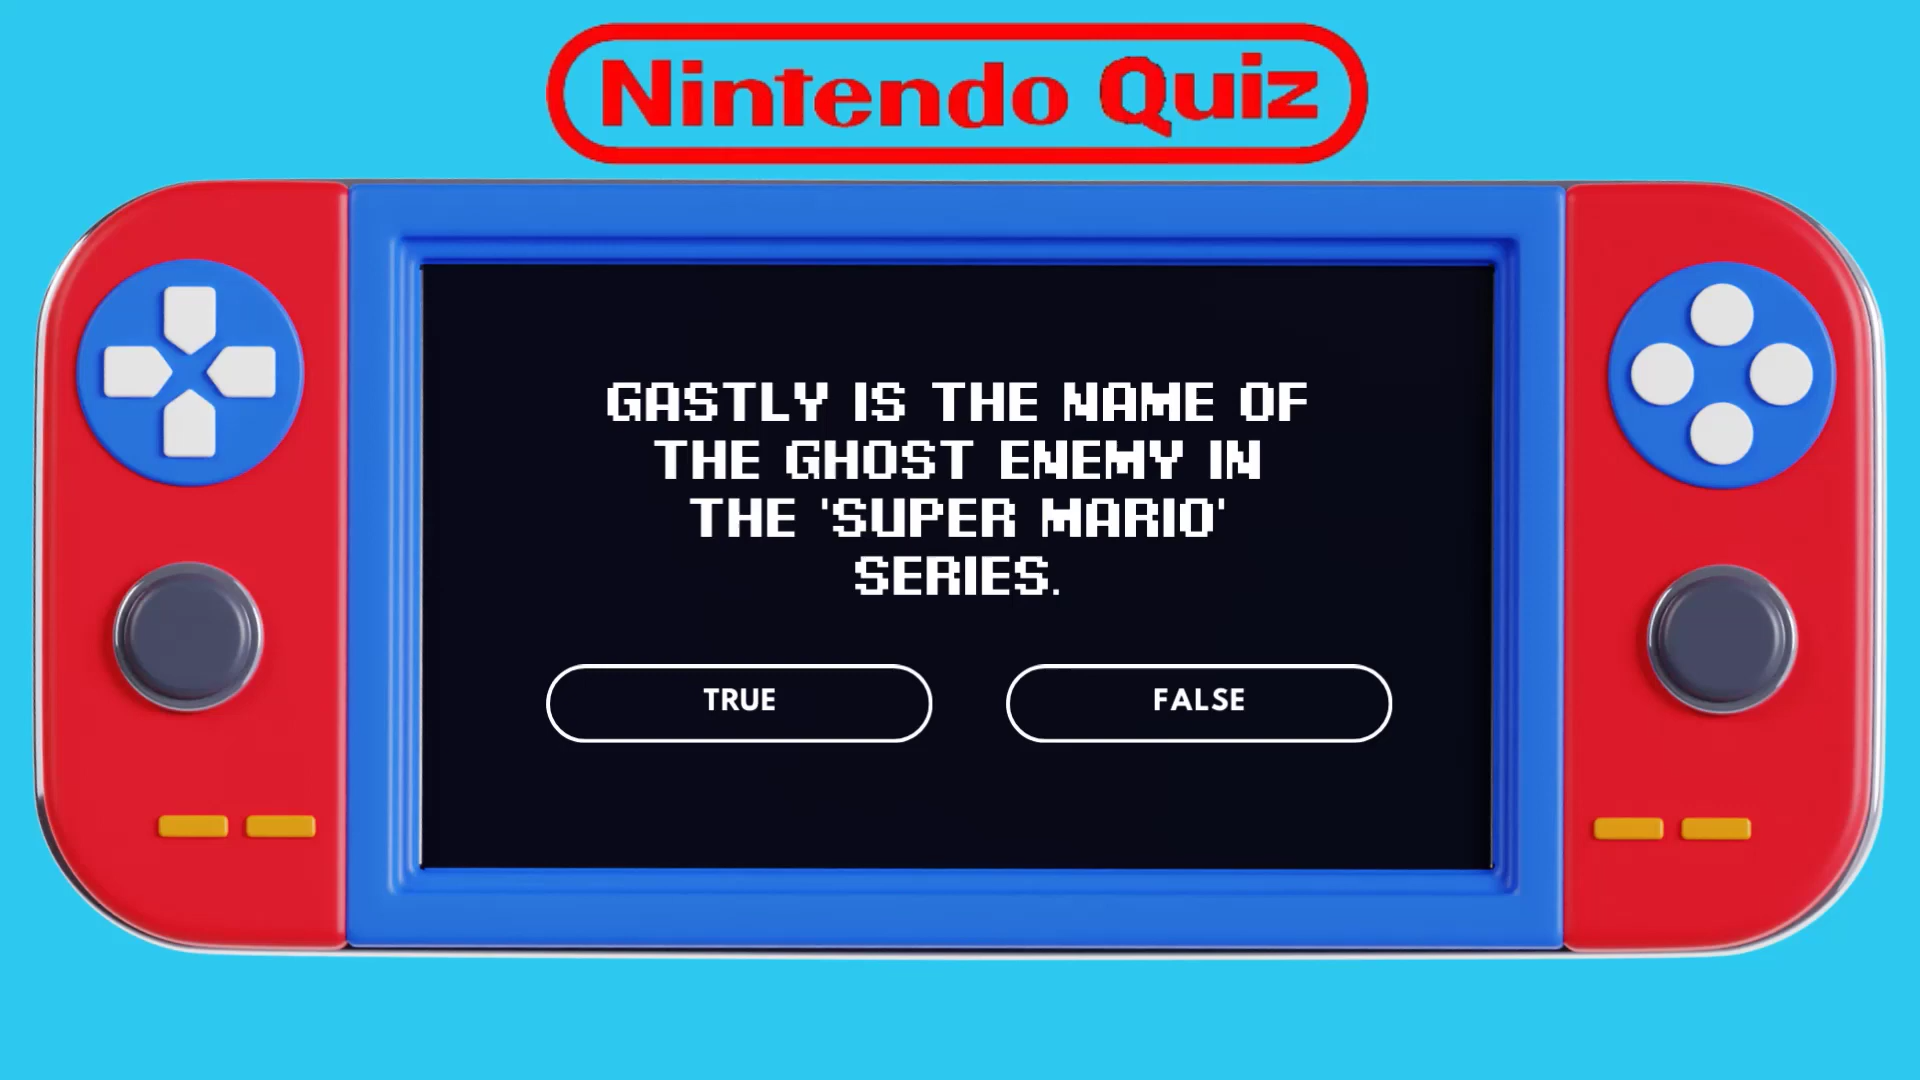 Nintendo Quiz
GASTLY IS THE NAME OF
THE GHOST ENEMY IN
THE 'SUPER MARIO'
SERIES.
TRUE
FALSE